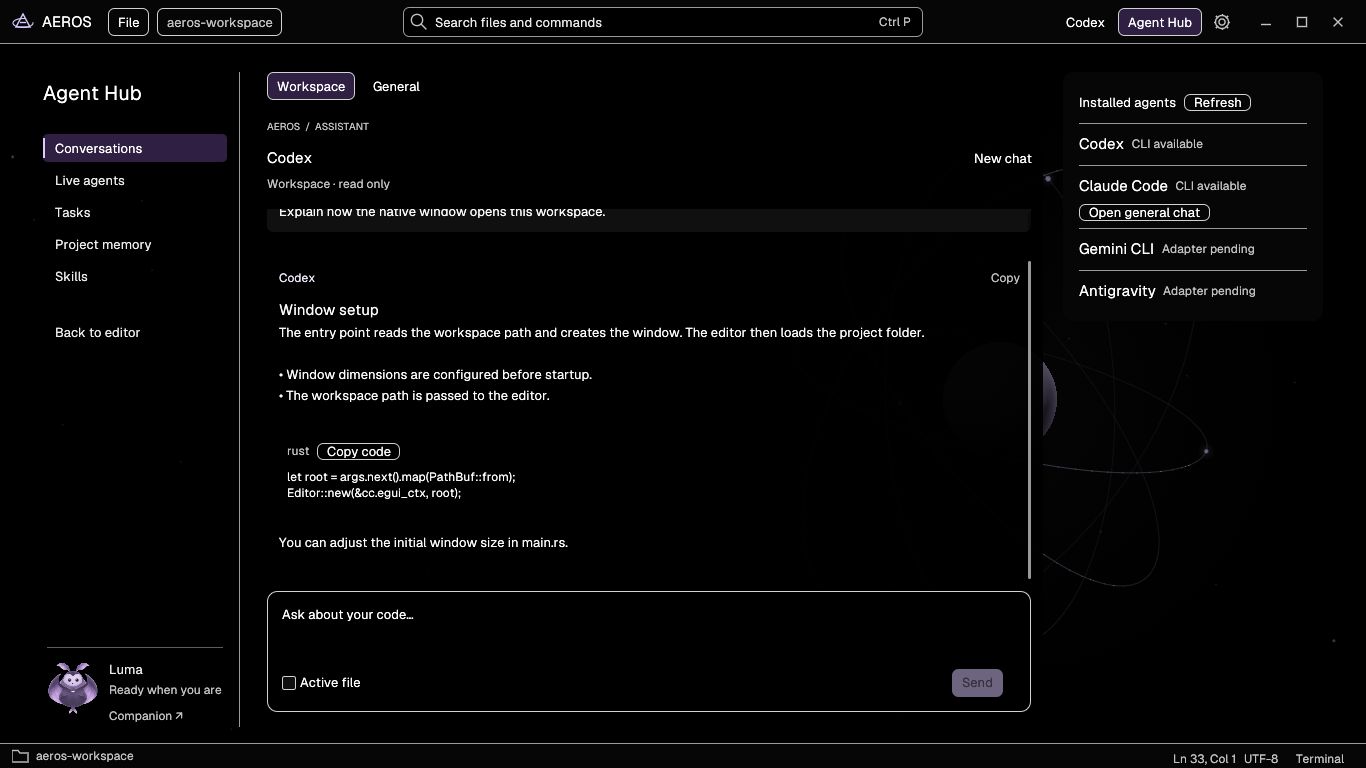 AEROS File aeros-workspace Search files and commands Ctrl P Codex Agent Hub
Agent Hub
Conversations
Live agents
Tasks
Project memory
Skills
Back to editor
Luma
Ready when you are
Companion ↗
Workspace General
AEROS / ASSISTANT
Codex New chat
Workspace · read only
Explain how the native window opens this workspace.
Codex Copy
Window setup
The entry point reads the workspace path and creates the window. The editor then loads the project folder.
• Window dimensions are configured before startup.
• The workspace path is passed to the editor.
rust Copy code
let root = args.next().map(PathBuf::from);
Editor::new(&cc.egui_ctx, root);
You can adjust the initial window size in main.rs.
Ask about your code…
Active file Send
Installed agents Refresh
Codex CLI available
Claude Code CLI available
Open general chat
Gemini CLI Adapter pending
Antigravity Adapter pending
aeros-workspace Ln 33, Col 1 UTF-8 Terminal